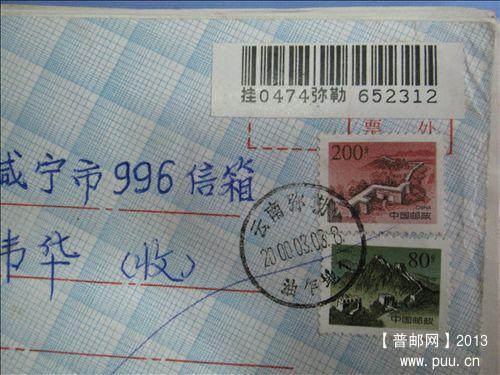 挂0474弥勒 652312
票 外
200分
CHINA
中国邮政
咸宁市996信箱
韦华 (收)
云南弥勒
2000.03.08.8
80分
中国邮政
【普邮网】2013
www.puu.cn